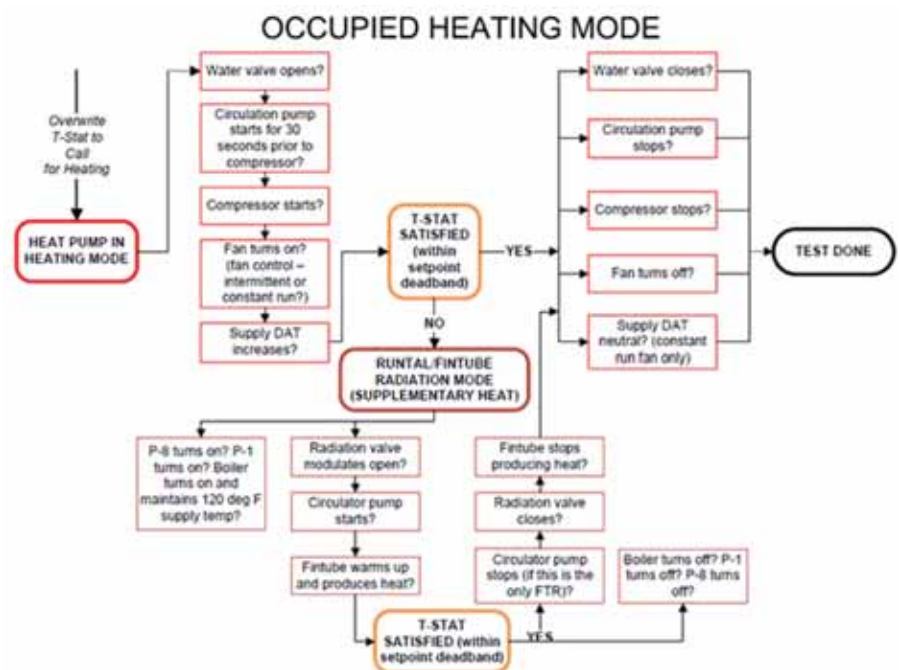 OCCUPIED HEATING MODE
Overwrite
T-Stat to
Call
for Heating
HEAT PUMP IN
HEATING MODE
Water valve opens?
Circulation pump
starts for 30
seconds prior to
compressor?
Compressor starts?
Fan turns on?
(fan control –
intermittent or
constant run?)
Supply DAT
increases?
T-STAT
SATISFIED
(within
setpoint
deadband)
YES
NO
Water valve closes?
Circulation pump
stops?
Compressor stops?
Fan turns off?
Supply DAT
neutral? (constant
run fan only)
TEST DONE
RUNTAL/FINTUBE
RADIATION MODE
(SUPPLEMENTARY HEAT)
P-8 turns on? P-1
turns on? Boiler
turns on and
maintains 120 deg F
supply temp?
Radiation valve
modulates open?
Circulator pump
starts?
Fintube warms up
and produces heat?
T-STAT
SATISFIED (within
setpoint deadband)
YES
Fintube stops
producing heat?
Radiation valve
closes?
Circulator pump
stops (if this is the
only FTR)?
Boiler turns off? P-1
turns off? P-8 turns
off?